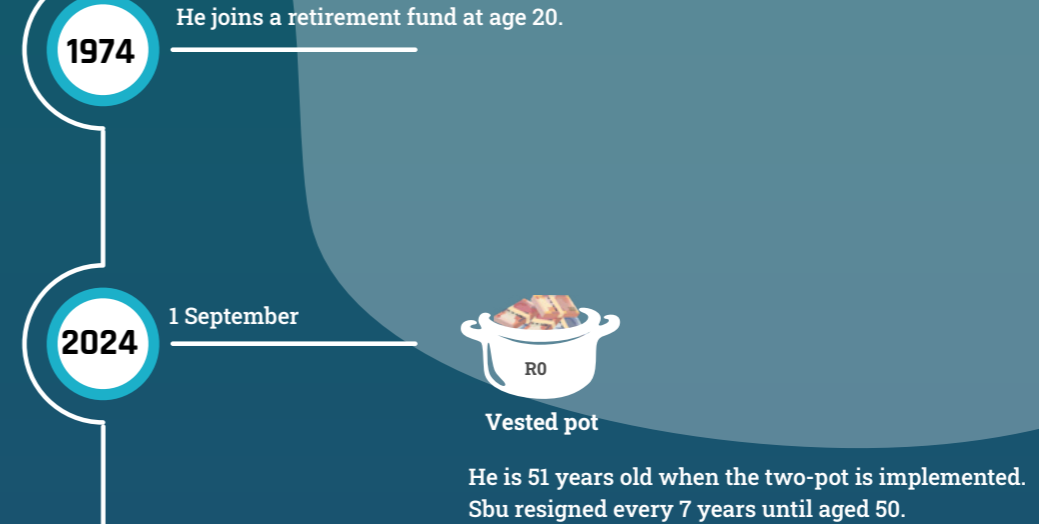 He joins a retirement fund at age 20.
1974
1 September
2024
R0
Vested pot
He is 51 years old when the two-pot is implemented.
Sbu resigned every 7 years until aged 50.